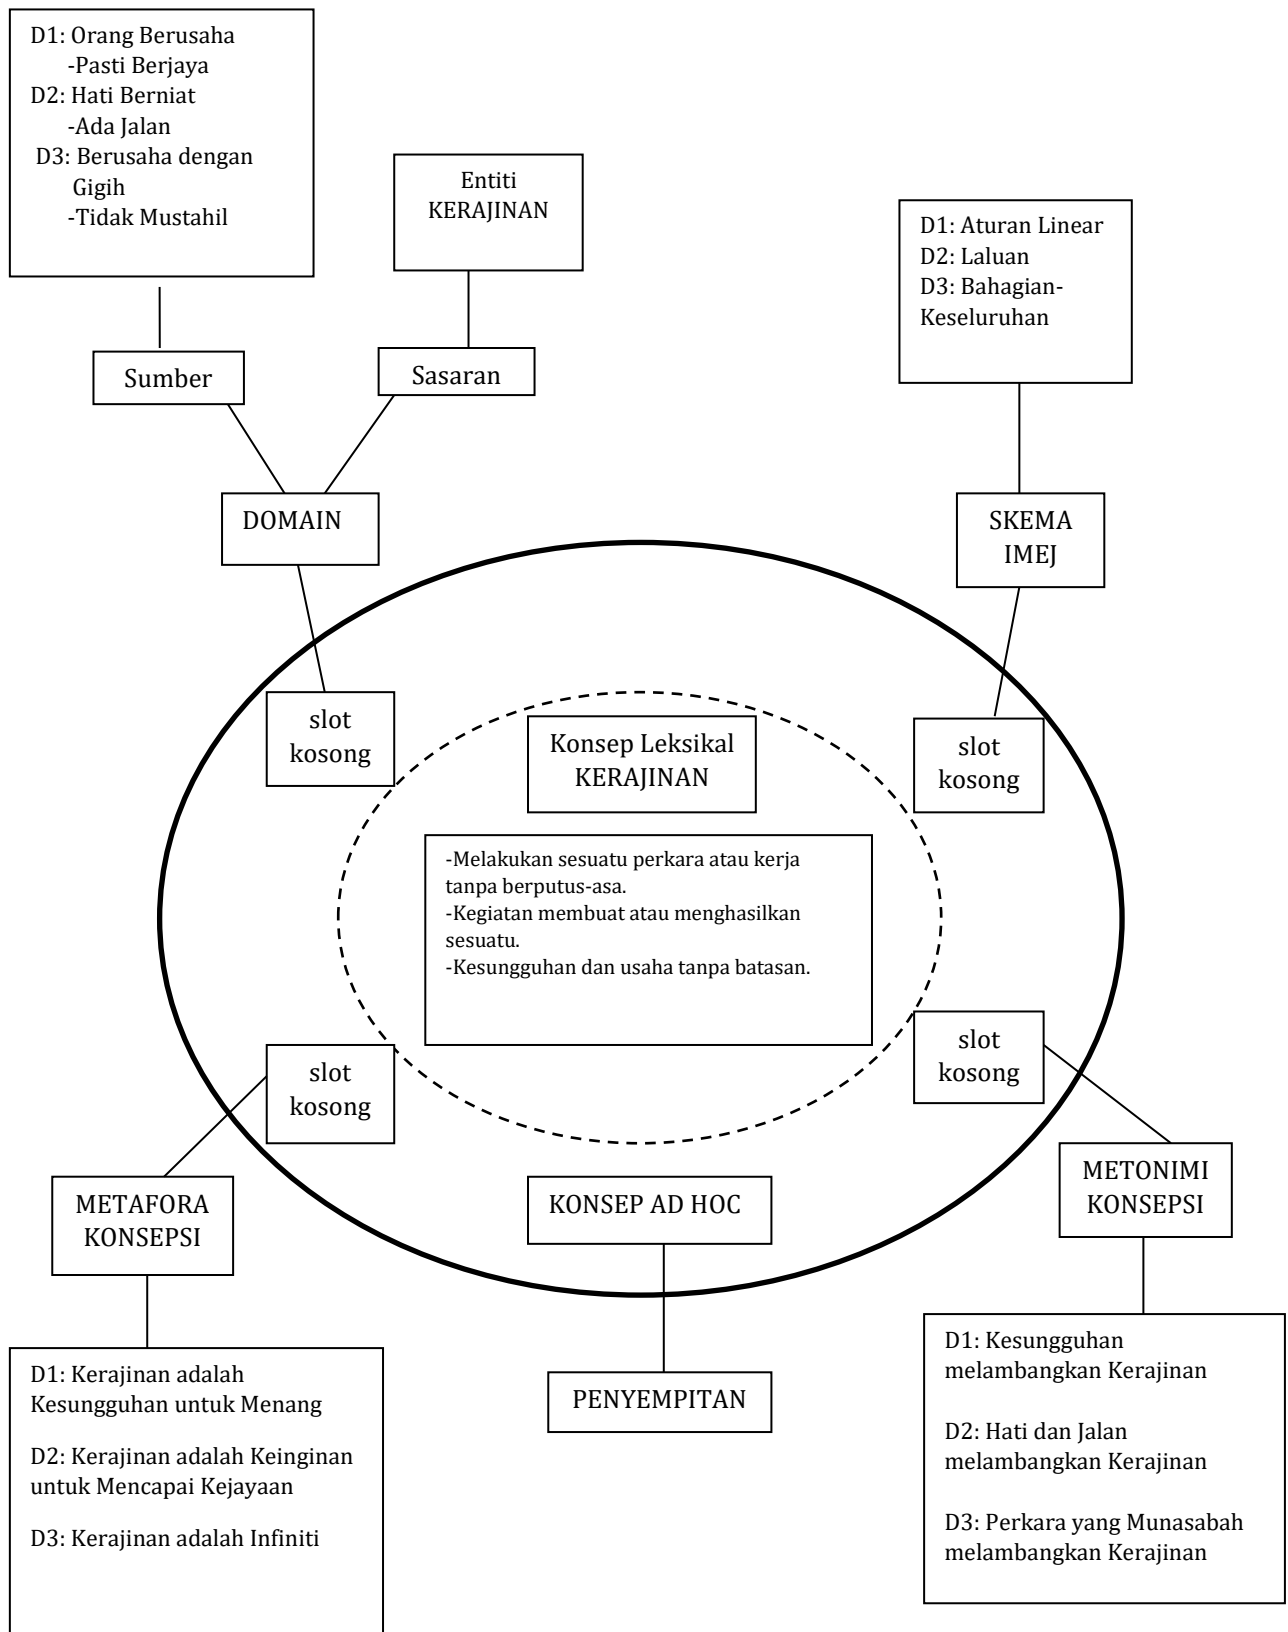 D1: Orang Berusaha
-Pasti Berjaya
D2: Hati Berniat
-Ada Jalan
D3: Berusaha dengan
Gigih
-Tidak Mustahil
Entiti
KERAJINAN
D1: Aturan Linear
D2: Laluan
D3: Bahagian-
Keseluruhan
Sumber
Sasaran
DOMAIN
SKEMA
IMEJ
slot
kosong
Konsep Leksikal
KERAJINAN
slot
kosong
-Melakukan sesuatu perkara atau kerja
tanpa berputus-asa.
-Kegiatan membuat atau menghasilkan
sesuatu.
-Kesungguhan dan usaha tanpa batasan.
slot
kosong
slot
kosong
METAFORA
KONSEPSI
KONSEP AD HOC
METONIMI
KONSEPSI
D1: Kerajinan adalah
Kesungguhan untuk Menang
D2: Kerajinan adalah Keinginan
untuk Mencapai Kejayaan
D3: Kerajinan adalah Infiniti
PENYEMPITAN
D1: Kesungguhan
melambangkan Kerajinan
D2: Hati dan Jalan
melambangkan Kerajinan
D3: Perkara yang Munasabah
melambangkan Kerajinan